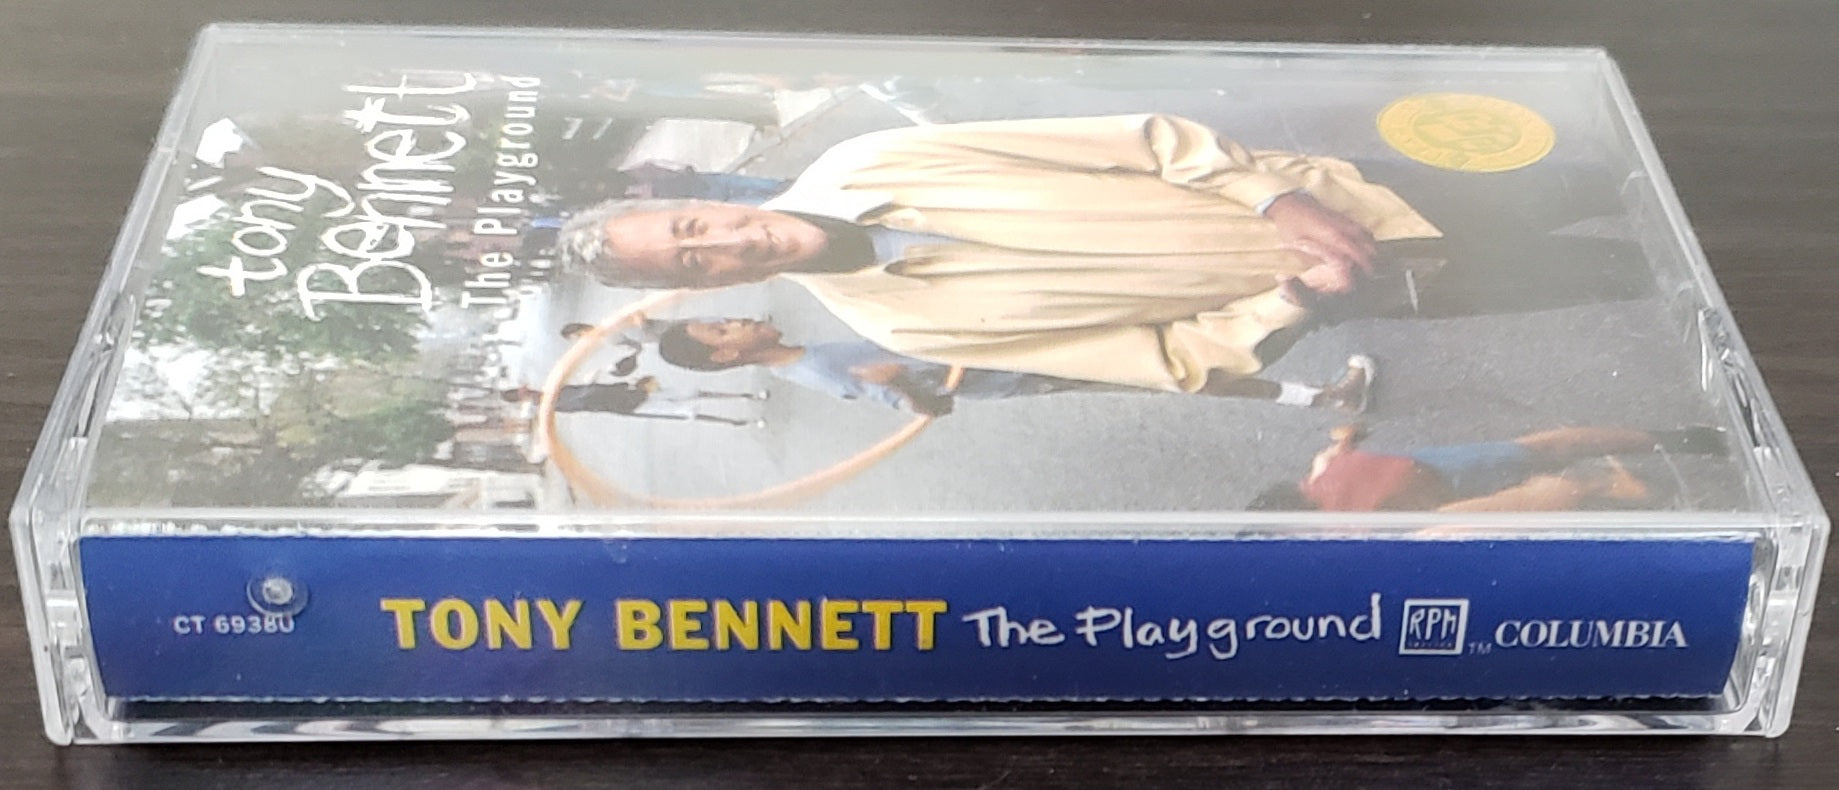 tony
Bennett
The Playground
CT 69380 TONY BENNETT The Playground RPM TM COLUMBIA